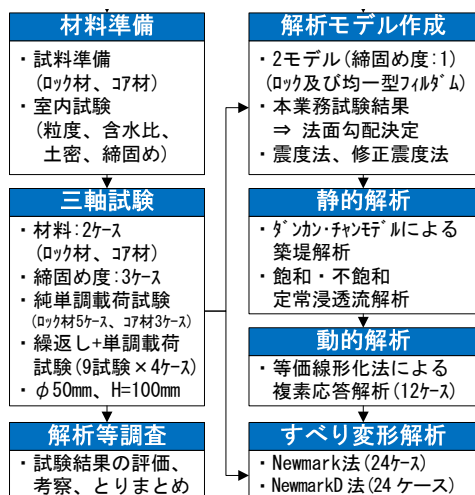 材料準備
・試料準備
(ロック材、コア材)
・室内試験
(粒度、含水比、
土密、締固め)
三軸試験
・材料:2ｹｰｽ
(ﾛｯｸ材、ｺｱ材)
・締固め度:3ｹｰｽ
・純単調載荷試験
(ﾛｯｸ材5ｹｰｽ、ｺｱ材3ｹｰｽ)
・繰返し+単調載荷
試験(9試験×4ｹｰｽ)
・φ50mm、H=100mm
解析等調査
・試験結果の評価、
考察、とりまとめ
解析モデル作成
・2モデル(締固め度:1)
(ﾛｯｸ及び均一型ﾌｨﾙﾀﾞﾑ)
・本業務試験結果
⇒ 法面勾配決定
・震度法、修正震度法
静的解析
・ﾀﾞﾝｶﾝ・ﾁｬﾝﾓﾃﾞﾙによる
築堤解析
・飽和・不飽和
定常浸透流解析
動的解析
・等価線形化法による
複素応答解析(12ｹｰｽ)
すべり変形解析
・Newmark法(24ｹｰｽ)
・NewmarkD法(24 ケース)